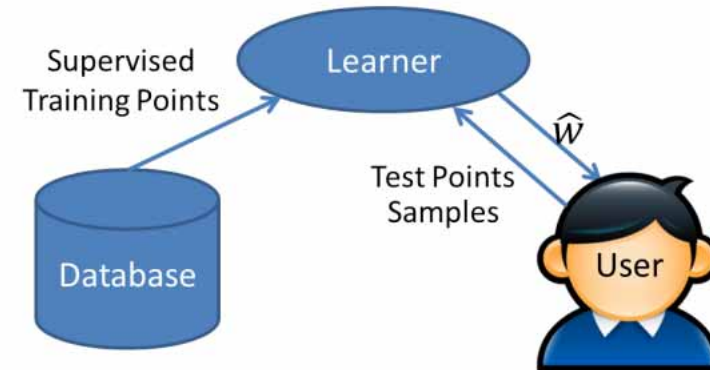 Supervised
Training Points
Learner
ŵ
Test Points
Samples
Database
User